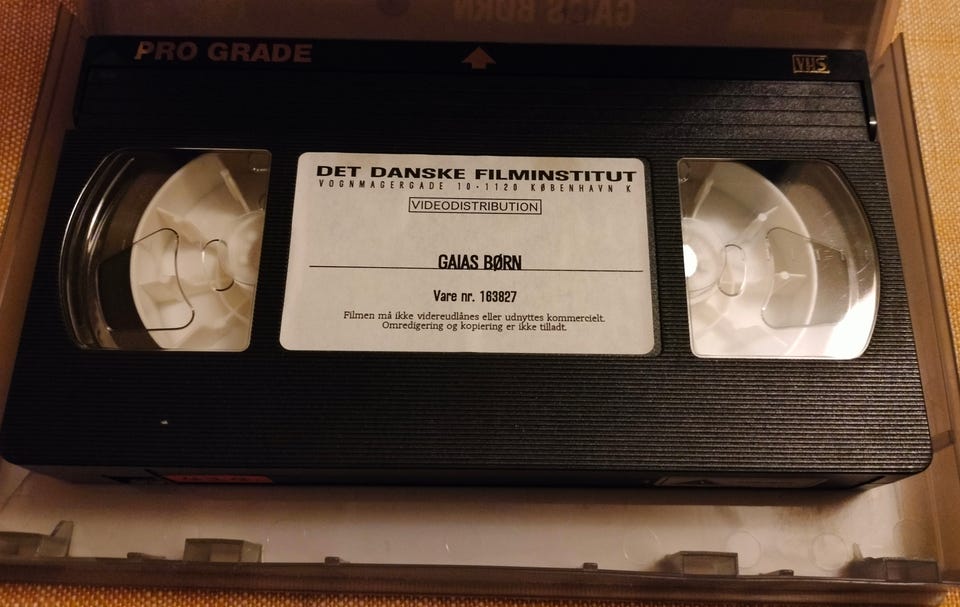 PRO GRADE
VHS
DET DANSKE FILMINSTITUT
VOGNMAGERGADE 10·1120 KØBENHAVN K
VIDEODISTRIBUTION
GAIAS BØRN
Vare nr. 163827
Filmen må ikke videreudlånes eller udnyttes kommercielt.
Omredigering og kopiering er ikke tilladt.